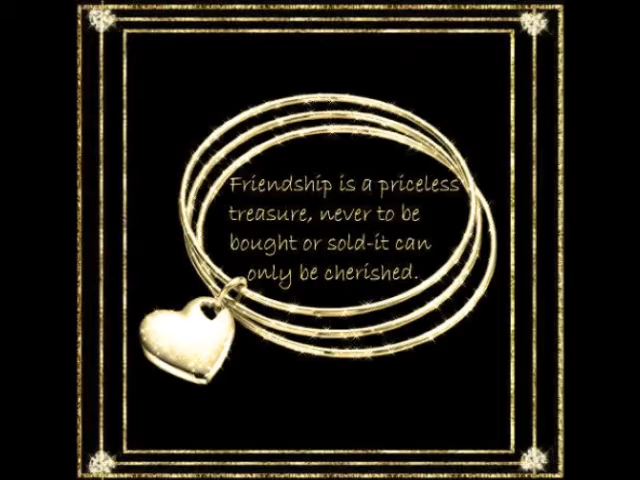 Friendship is a priceless
treasure, never to be
bought or sold-it can
only be cherished.